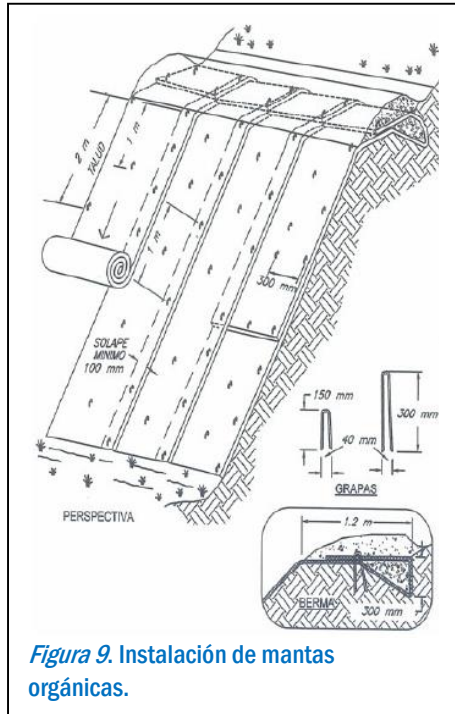 2 m
TALUD
1 m
1 m
300 mm
SOLAPE
MINIMO
100 mm
150 mm
300 mm
40 mm
GRAPAS
PERSPECTIVA
1.2 m
BERMA
300 mm
Figura 9. Instalación de mantas
orgánicas.